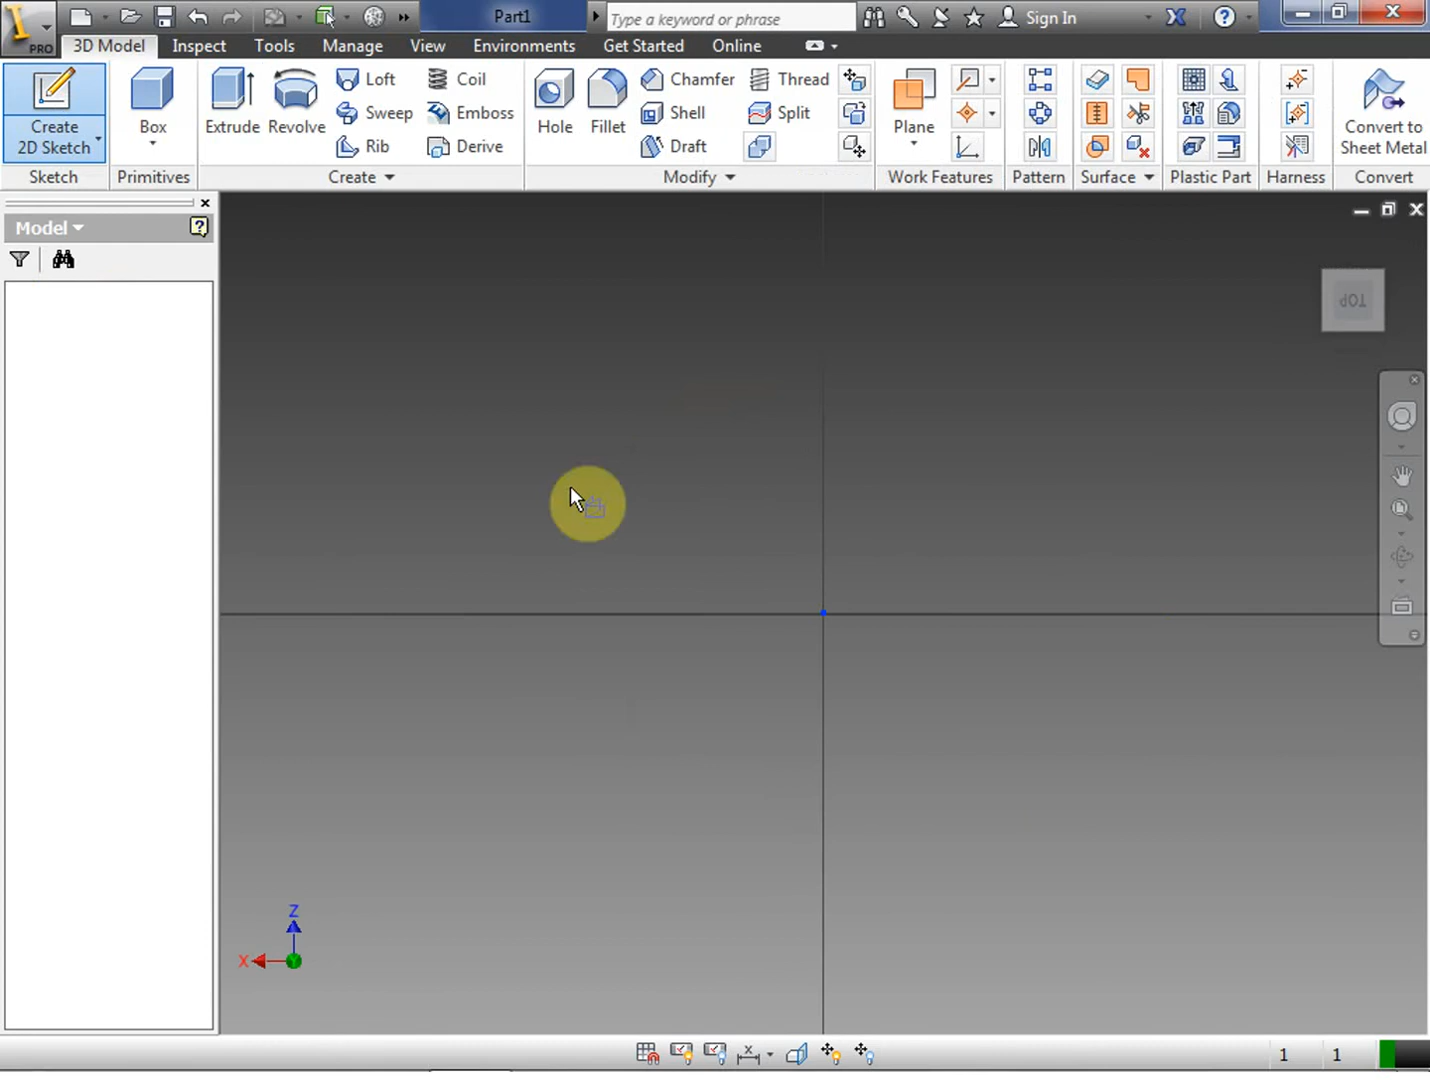 Part1
Type a keyword or phrase
Sign In
PRO
3D Model
Inspect
Tools
Manage
View
Environments
Get Started
Online
Create
2D Sketch
Box
Extrude
Revolve
Loft
Sweep
Rib
Coil
Emboss
Derive
Hole
Fillet
Chamfer
Shell
Draft
Thread
Split
Plane
Convert to
Sheet Metal
Sketch
Primitives
Create
Modify
Work Features
Pattern
Surface
Plastic Part
Harness
Convert
Model
TOP
Z
X
1
1